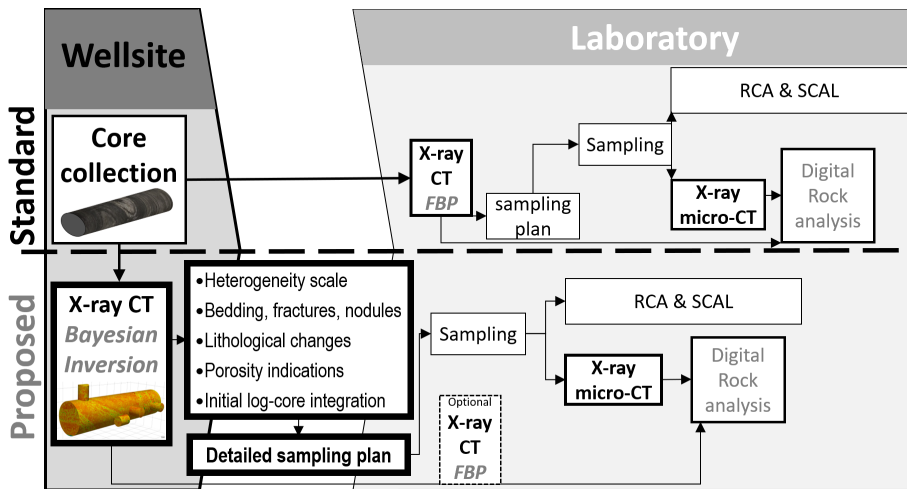 Wellsite
Laboratory
Standard
Core
collection
X-ray
CT
FBP
sampling
plan
Sampling
RCA & SCAL
X-ray
micro-CT
Digital
Rock
analysis
Proposed
X-ray CT
Bayesian
Inversion
•Heterogeneity scale
•Bedding, fractures, nodules
•Lithological changes
•Porosity indications
•Initial log-core integration
Detailed sampling plan
Sampling
Optional
X-ray
CT
FBP
RCA & SCAL
X-ray
micro-CT
Digital
Rock
analysis